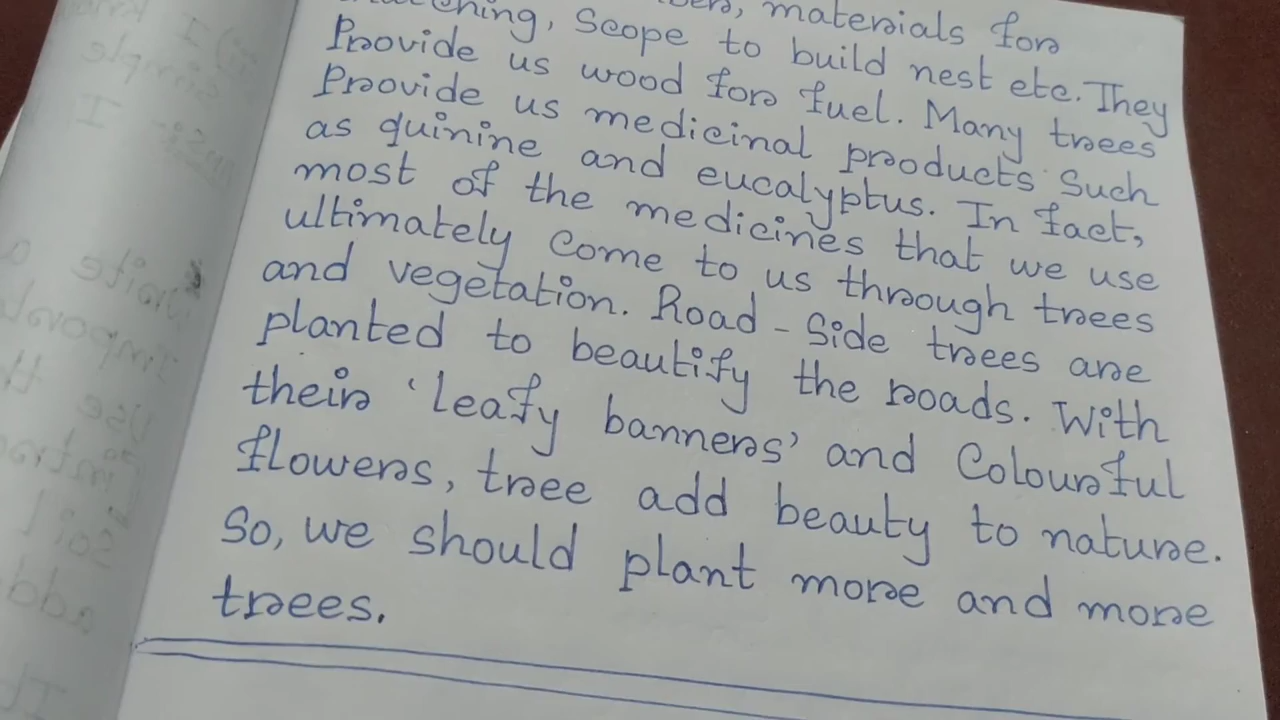 materials for
Scope to build nest etc. They
Provide us wood for fuel. Many trees
Provide us medicinal products Such
as quinine and eucalyptus. In fact,
most of the medicines that we use
ultimately come to us through trees
and vegetation. Road-Side trees are
planted to beautify the roads. With
their 'leafy banners' and Colourful
flowers, tree add beauty to nature.
So, we should plant more and more
trees.